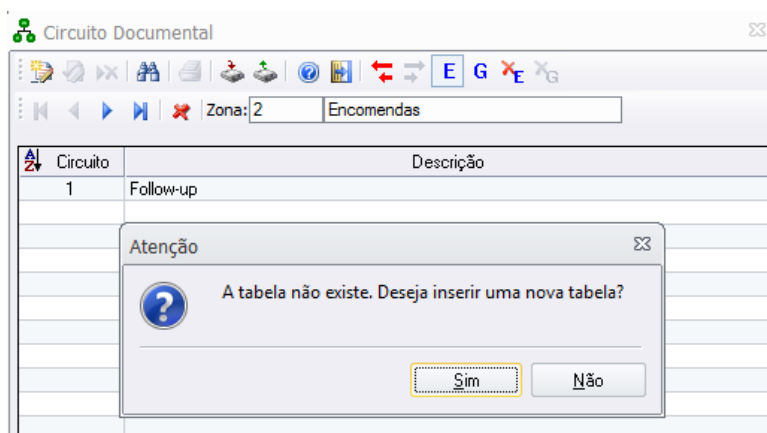 Circuito Documental
E G E G
Zona: 2 Encomendas
A Z Circuito Descrição
1 Follow-up
Atenção
A tabela não existe. Deseja inserir uma nova tabela?
Sim Não